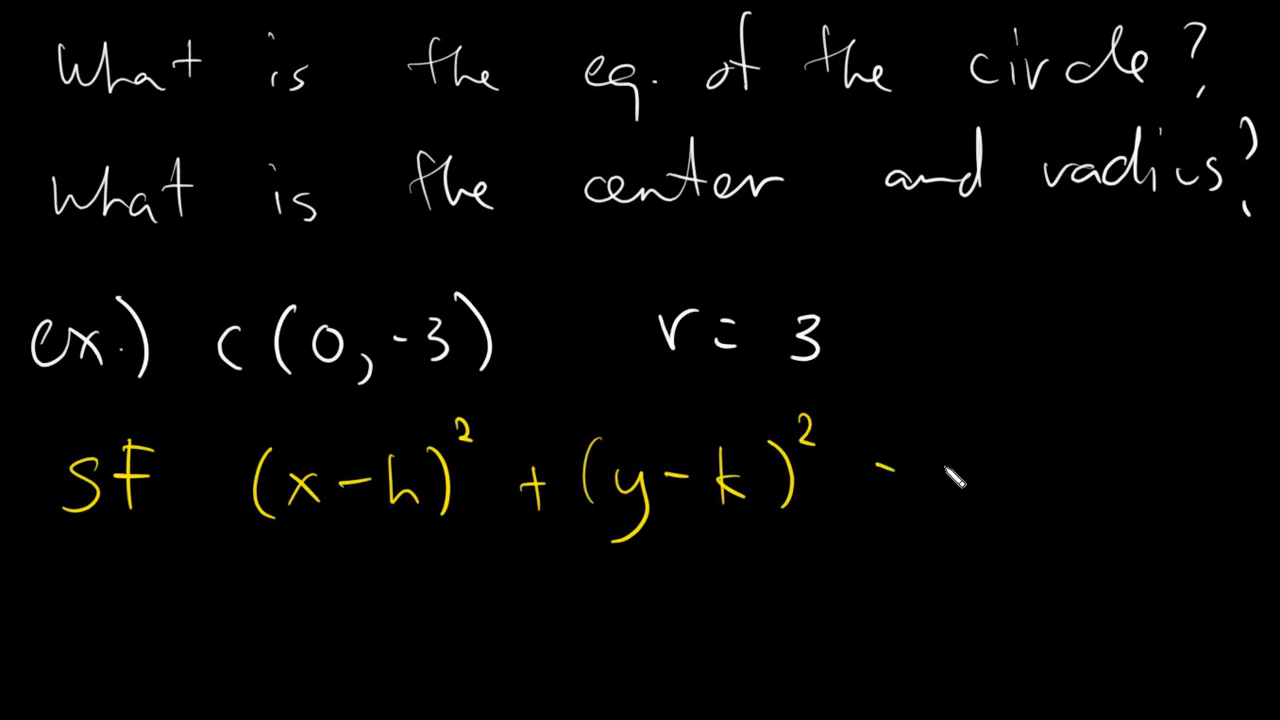 What is the eq. of the circle?
What is the center and radius?
ex.) C(0,-3) r = 3
SF (x-h)² + (y-k)² -